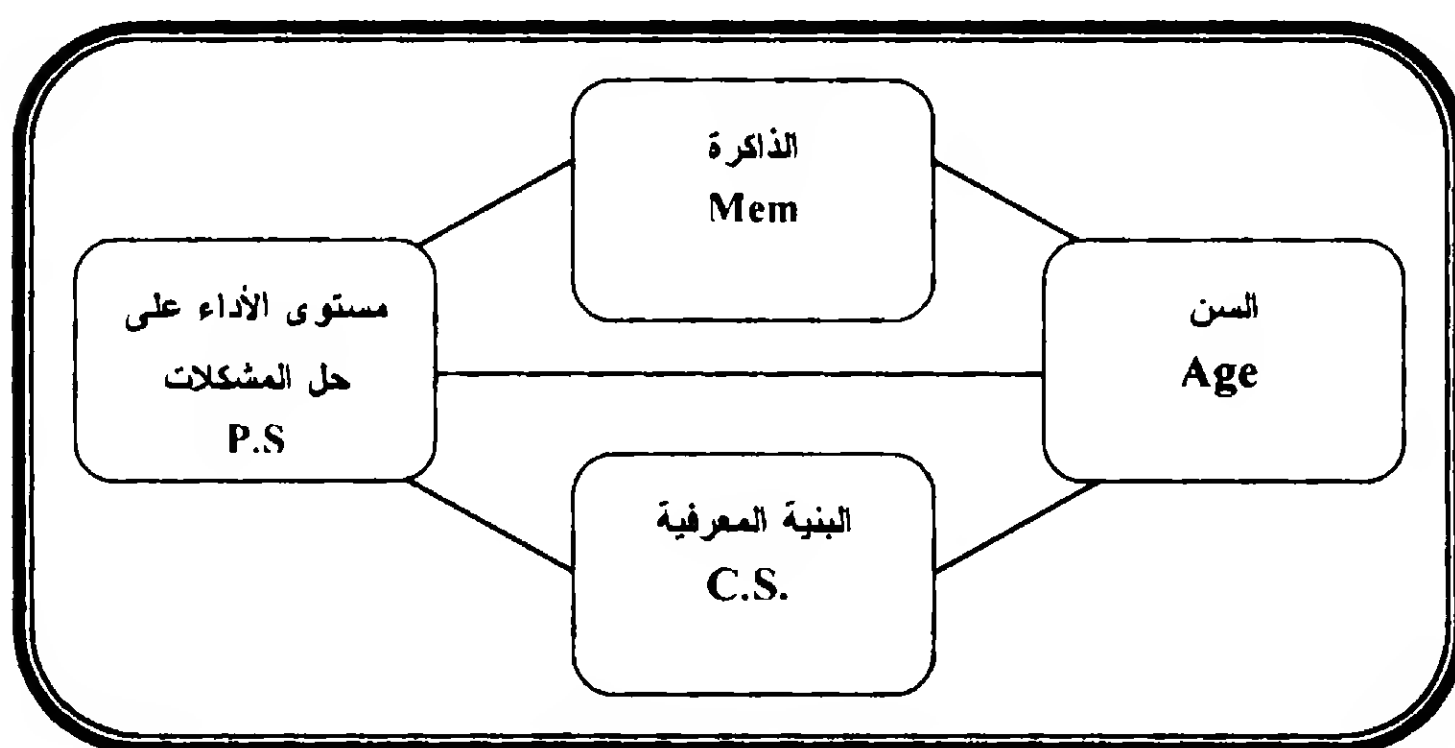 الذاكرة
Mem
السن
Age
مستوى الأداء على
حل المشكلات
P.S
البنية المعرفية
C.S.